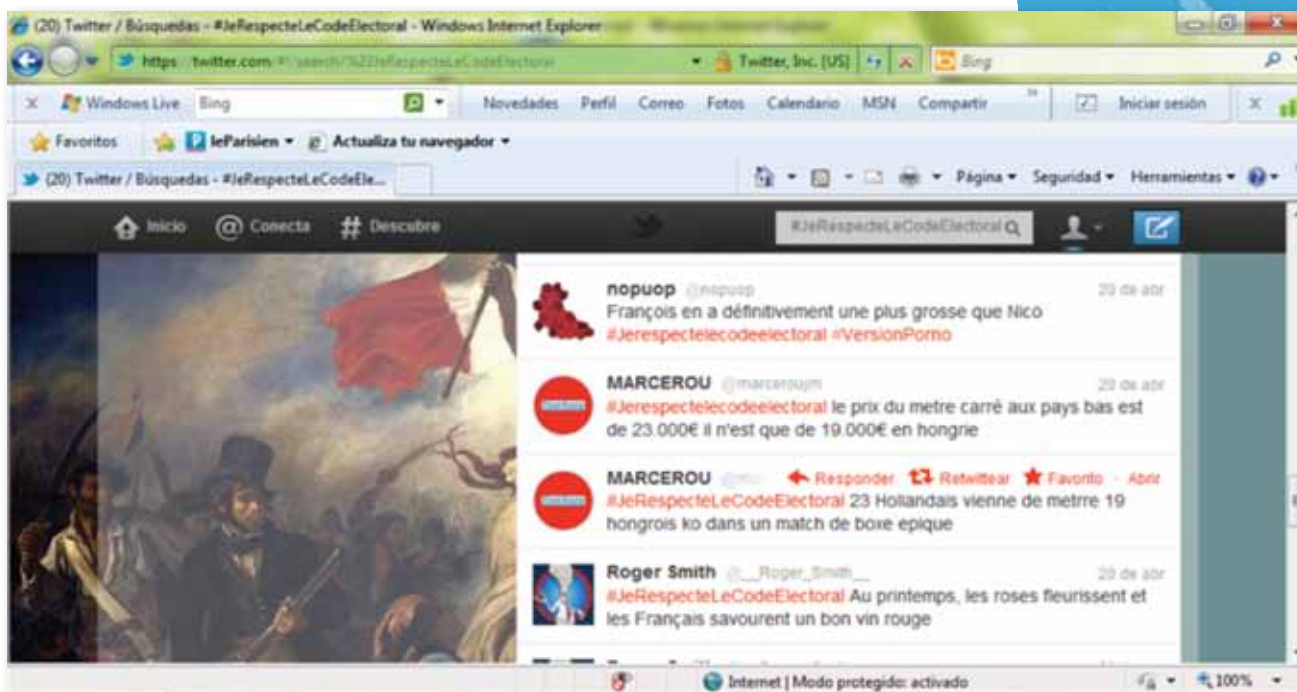 (20) Twitter / Búsquedas - #JeRespecteLeCodeElectoral - Windows Internet Explorer
https twitter.com Twitter, Inc. [US] Bing
Windows Live Bing Novedades Perfil Correo Fotos Calendario MSN Compartir Iniciar sesión
Favoritos leParisien Actualiza tu navegador
(20) Twitter / Búsquedas - #JeRespecteLeCodeEle... Página Seguridad Herramientas
Inicio Conecta Descubre #JeRespecteLeCodeElectoral
nopuop @nopuop 29 de abr
François en a définitivement une plus grosse que Nico
#Jerespectelecodeelectoral #VersionPorno
MARCEROU @marceroujm 29 de abr
#Jerespectelecodeelectoral le prix du metre carré aux pays bas est
de 23.000€ il n'est que de 19.000€ en hongrie
MARCEROU Responder Retwittear Favorito · Abrir
#JeRespecteLeCodeElectoral 23 Hollandais vienne de metrre 19
hongrois ko dans un match de boxe epique
Roger Smith @__Roger_Smith__ 29 de abr
#JeRespecteLeCodeElectoral Au printemps, les roses fleurissent et
les Français savourent un bon vin rouge
Internet | Modo protegido: activado 100%